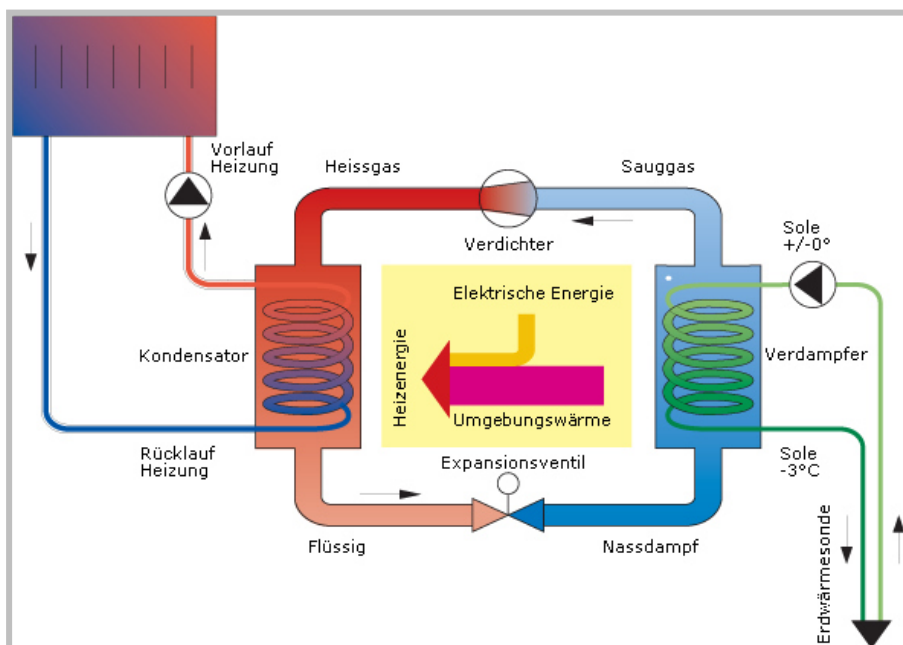 Vorlauf
Heizung
Heissgas
Sauggas
Verdichter
Sole
+/-0°
Elektrische Energie
Kondensator
Heizenergie
Verdampfer
Umgebungswärme
Rücklauf
Heizung
Expansionsventil
Sole
-3°C
Flüssig
Nassdampf
Erdwärmesonde